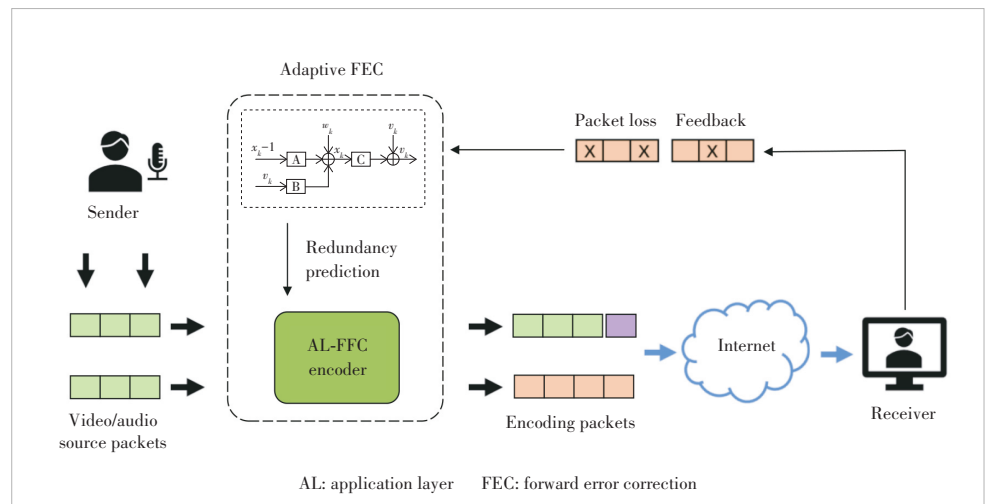 Adaptive FEC
Packet loss Feedback
w_k v_k
x_k−1 A x_k C v_k
v_k B
X X X
Sender
Redundancy
prediction
AL-FFC
encoder
Internet
Video/audio
source packets
Encoding packets
Receiver
AL: application layer FEC: forward error correction